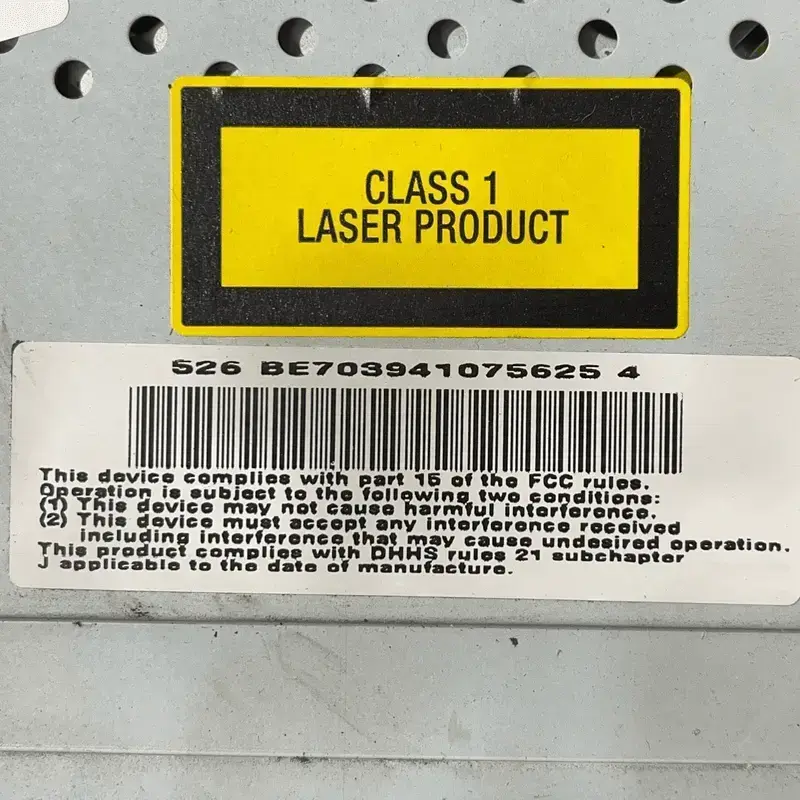 CLASS 1
LASER PRODUCT
S26 BE703941075625 4
This device complies with part 15 of the FCC rules.
Operation is subject to the following two conditions:
(1) This device may not cause harmful interference.
(2) This device must accept any interference received
including interference that may cause undesired operation.
This product complies with DHHS rules 21 subchapter
J applicable to the date of manufacture.